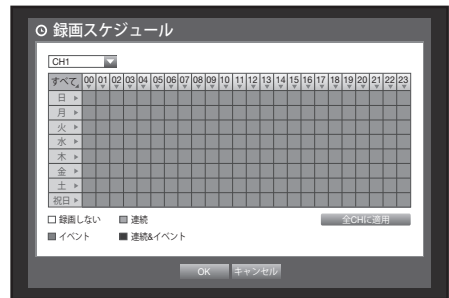 録画スケジュール
CH1
すべて 00 01 02 03 04 05 06 07 08 09 10 11 12 13 14 15 16 17 18 19 20 21 22 23
日
月
火
水
木
金
土
祝日
録画しない 連続 全CHに適用
イベント 連続&イベント
OK キャンセル